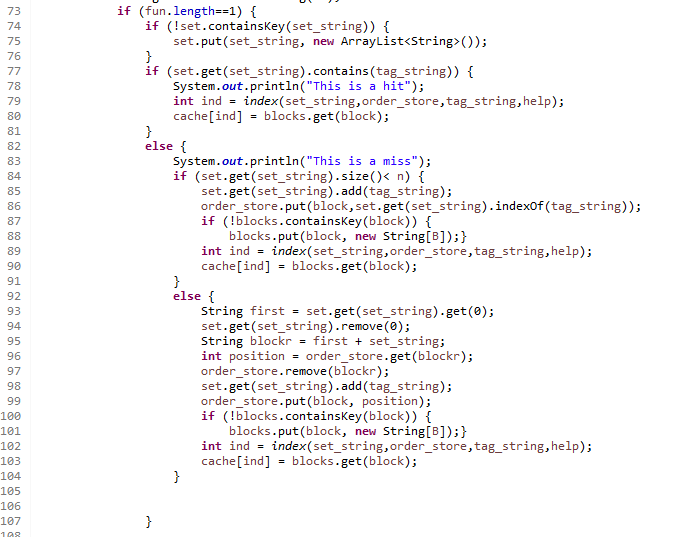 73 if (fun.length==1) {
74 if (!set.containsKey(set_string)) {
75 set.put(set_string, new ArrayList<String>());
76 }
77 if (set.get(set_string).contains(tag_string)) {
78 System.out.println("This is a hit");
79 int ind = index(set_string,order_store,tag_string,help);
80 cache[ind] = blocks.get(block);
81 }
82 else {
83 System.out.println("This is a miss");
84 if (set.get(set_string).size()< n) {
85 set.get(set_string).add(tag_string);
86 order_store.put(block,set.get(set_string).indexOf(tag_string));
87 if (!blocks.containsKey(block)) {
88 blocks.put(block, new String[B]);}
89 int ind = index(set_string,order_store,tag_string,help);
90 cache[ind] = blocks.get(block);
91 }
92 else {
93 String first = set.get(set_string).get(0);
94 set.get(set_string).remove(0);
95 String blockr = first + set_string;
96 int position = order_store.get(blockr);
97 order_store.remove(blockr);
98 set.get(set_string).add(tag_string);
99 order_store.put(block, position);
100 if (!blocks.containsKey(block)) {
101 blocks.put(block, new String[B]);}
102 int ind = index(set_string,order_store,tag_string,help);
103 cache[ind] = blocks.get(block);
104 }
105
106
107 }
108